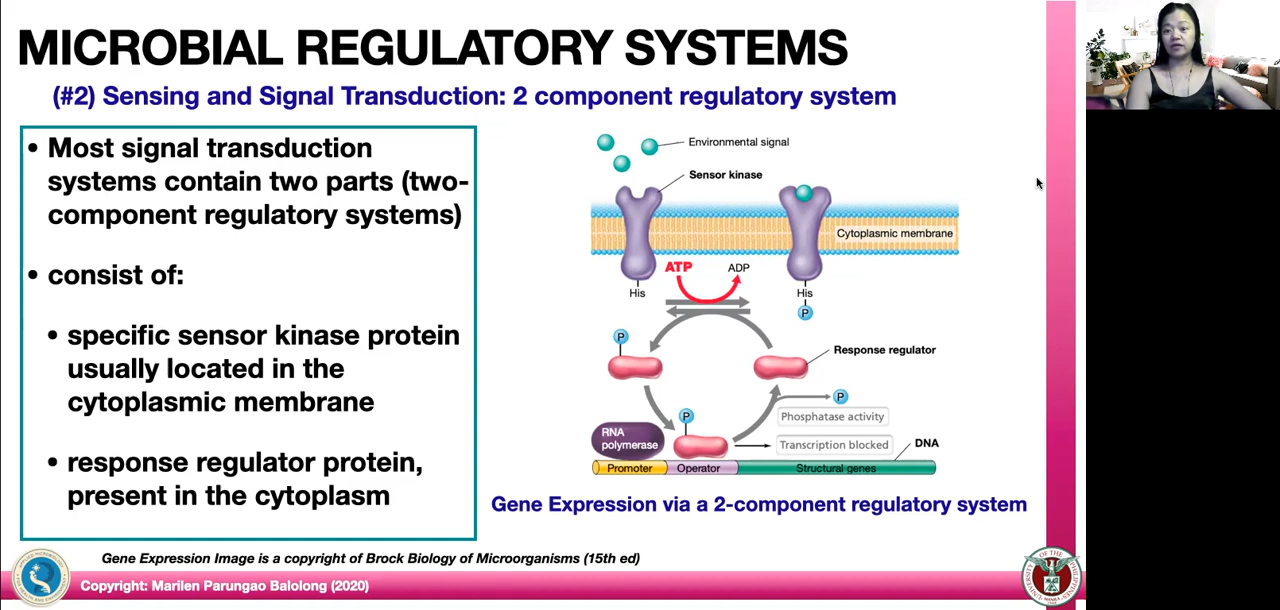 MICROBIAL REGULATORY SYSTEMS
(#2) Sensing and Signal Transduction: 2 component regulatory system
• Most signal transduction
systems contain two parts (two-
component regulatory systems)
• consist of:
• specific sensor kinase protein
usually located in the
cytoplasmic membrane
• response regulator protein,
present in the cytoplasm
Environmental signal
Sensor kinase
Cytoplasmic membrane
ATP
ADP
His
His
P
P
Response regulator
P
P
Phosphatase activity
RNA
polymerase
Transcription blocked
DNA
Promoter
Operator
Structural genes
Gene Expression via a 2-component regulatory system
Gene Expression Image is a copyright of Brock Biology of Microorganisms (15th ed)
Copyright: Marilen Parungao Balolong (2020)